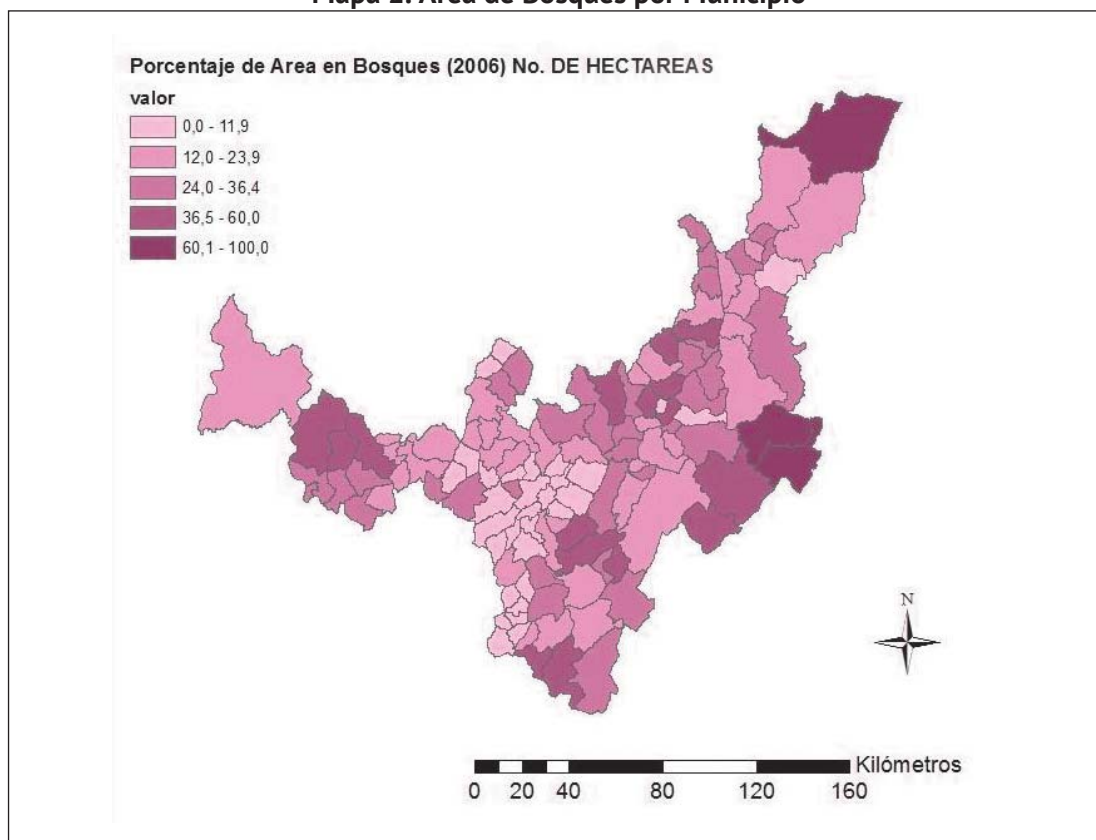 Porcentaje de Area en Bosques (2006) No. DE HECTAREAS
valor
0,0 - 11,9
12,0 - 23,9
24,0 - 36,4
36,5 - 60,0
60,1 - 100,0
N
Kilómetros
0 20 40 80 120 160